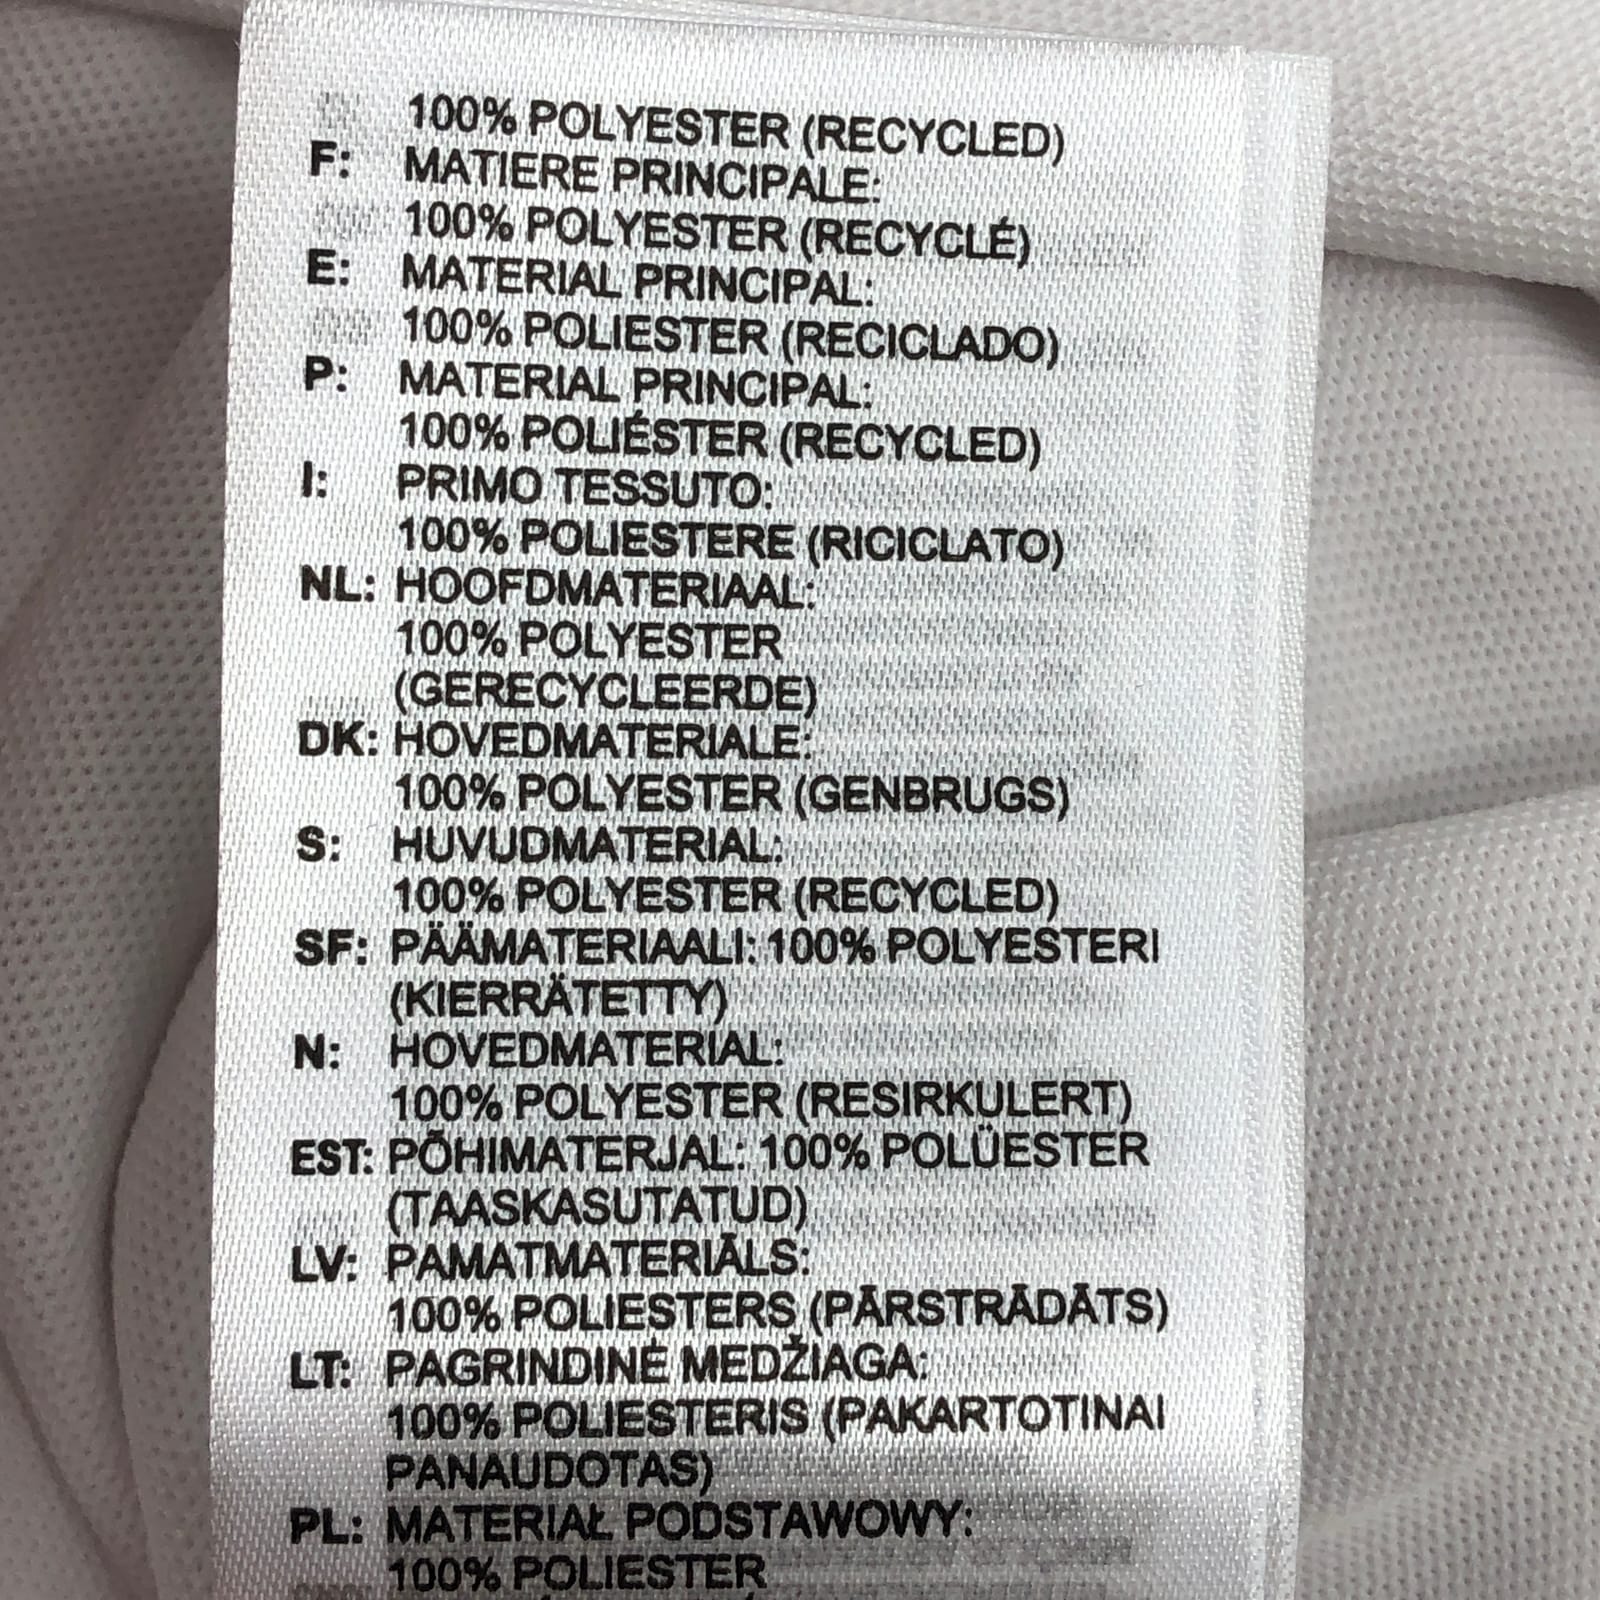 100% POLYESTER (RECYCLED)
F: MATIERE PRINCIPALE:
100% POLYESTER (RECYCLÉ)
E: MATERIAL PRINCIPAL:
100% POLIESTER (RECICLADO)
P: MATERIAL PRINCIPAL:
100% POLIÉSTER (RECYCLED)
I: PRIMO TESSUTO:
100% POLIESTERE (RICICLATO)
NL: HOOFDMATERIAAL:
100% POLYESTER
(GERECYCLEERDE)
DK: HOVEDMATERIALE:
100% POLYESTER (GENBRUGS)
S: HUVUDMATERIAL:
100% POLYESTER (RECYCLED)
SF: PÄÄMATERIAALI: 100% POLYESTERI
(KIERRÄTETTY)
N: HOVEDMATERIAL:
100% POLYESTER (RESIRKULERT)
EST: PÕHIMATERJAL: 100% POLÜESTER
(TAASKASUTATUD)
LV: PAMATMATERIĀLS:
100% POLIESTERS (PĀRSTRĀDĀTS)
LT: PAGRINDINĖ MEDŽIAGA:
100% POLIESTERIS (PAKARTOTINAI
PANAUDOTAS)
PL: MATERIAŁ PODSTAWOWY:
100% POLIESTER